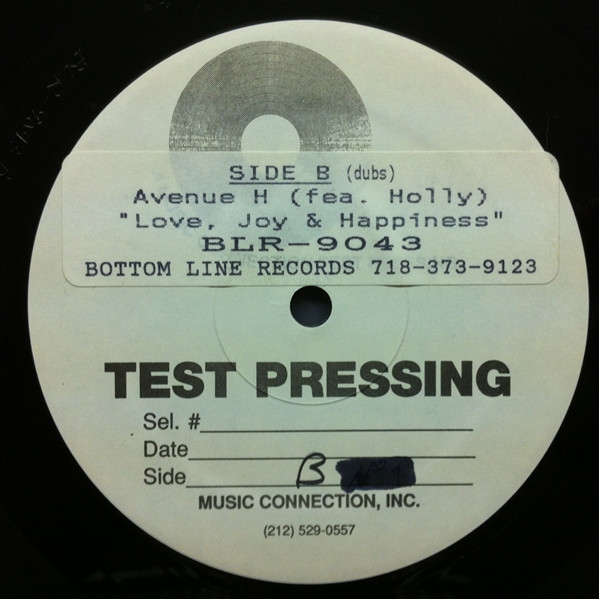 SIDE B (dubs)
Avenue H (fea. Holly)
"Love, Joy & Happiness"
BLR-9043
BOTTOM LINE RECORDS 718-373-9123
TEST PRESSING
Sel. #
Date
Side B
MUSIC CONNECTION, INC.
(212) 529-0557